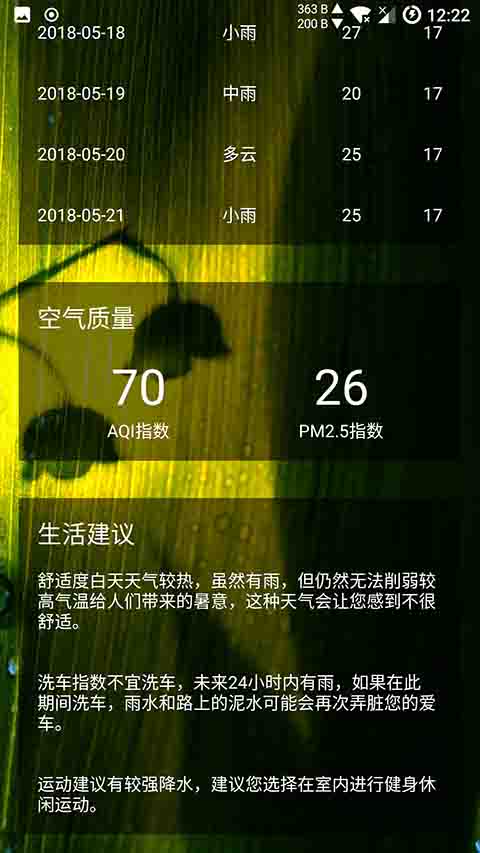 363 B
200 B
12:22
2018-05-18 小雨 27 17
2018-05-19 中雨 20 17
2018-05-20 多云 25 17
2018-05-21 小雨 25 17
空气质量
70 26
AQI指数 PM2.5指数
生活建议
舒适度白天天气较热，虽然有雨，但仍然无法削弱较
高气温给人们带来的暑意，这种天气会让您感到不很
舒适。
洗车指数不宜洗车，未来24小时内有雨，如果在此
期间洗车，雨水和路上的泥水可能会再次弄脏您的爱
车。
运动建议有较强降水，建议您选择在室内进行健身休
闲运动。